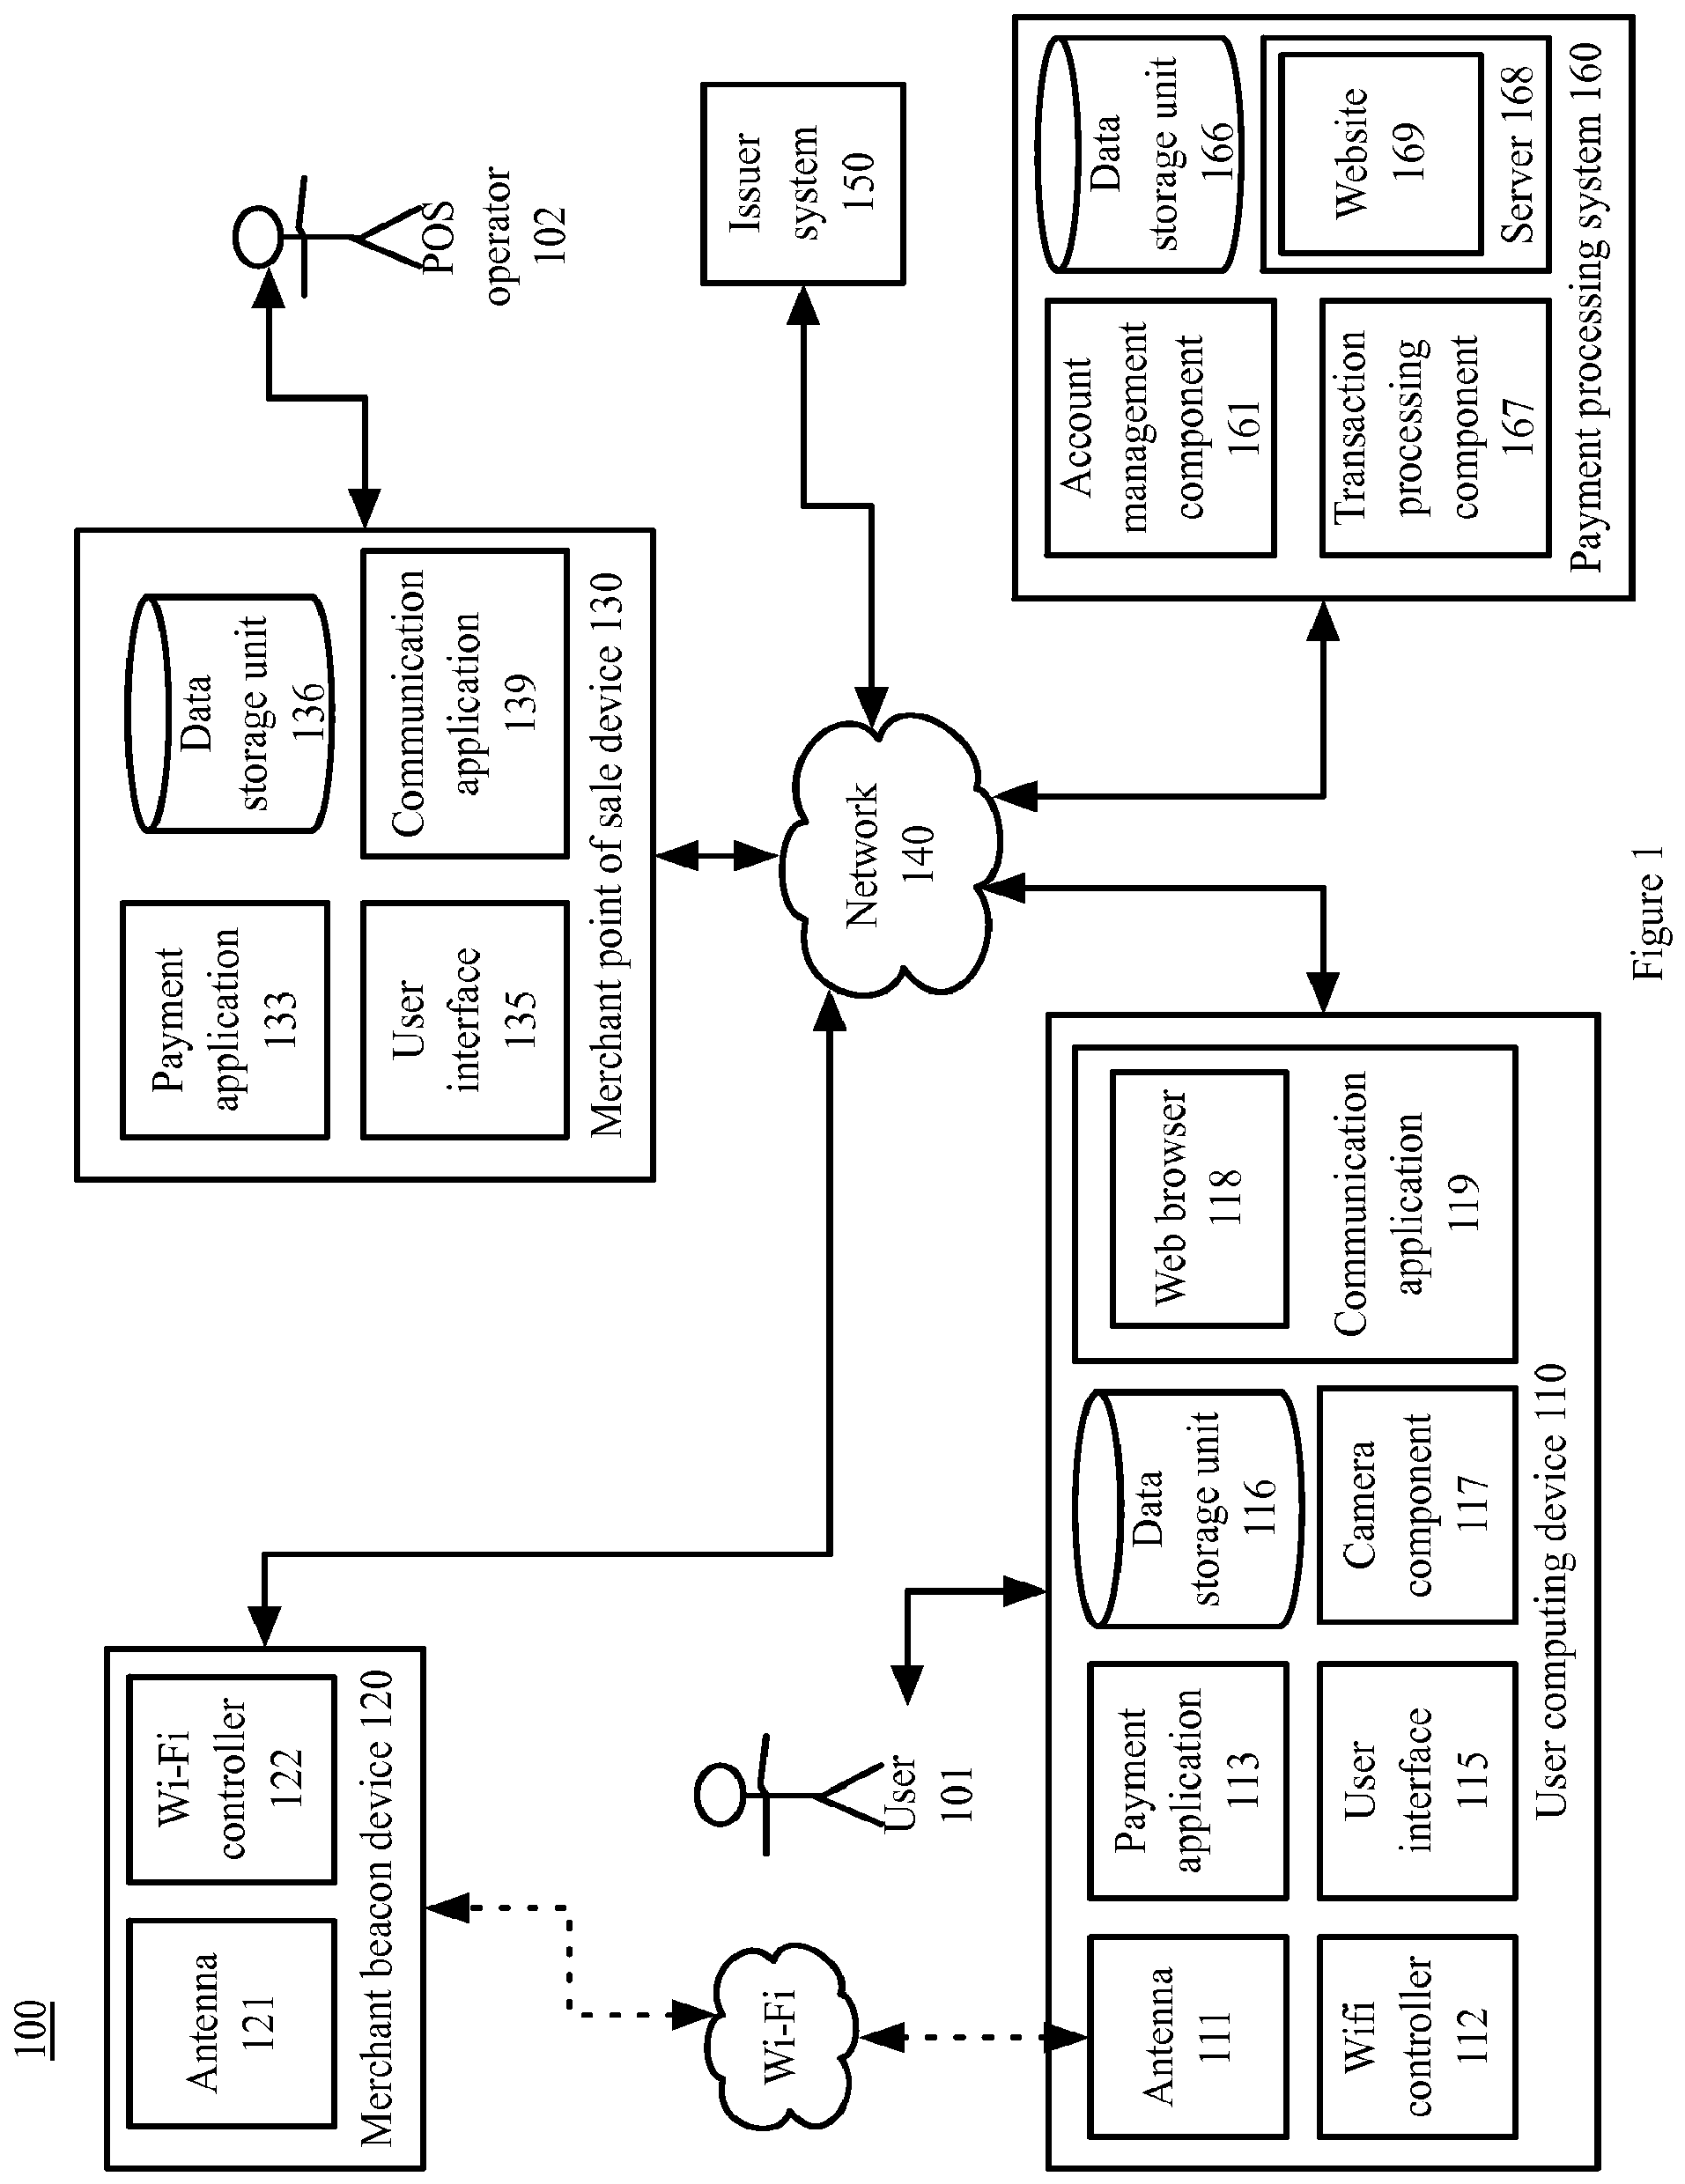 100
Antenna
121
Wi-Fi
controller
122
Merchant beacon device 120
Payment
application
133
Data
storage unit
136
User
interface
135
Communication
application
139
Merchant point of sale device 130
POS
operator
102
Wi-Fi
User
101
Network
140
Issuer
system
150
Antenna
111
Wifi
controller
112
Payment
application
113
User
interface
115
Data
storage unit
116
Camera
component
117
Web browser
118
Communication
application
119
User computing device 110
Account
management
component
161
Data
storage unit
166
Transaction
processing
component
167
Website
169
Server 168
Payment processing system 160
Figure 1